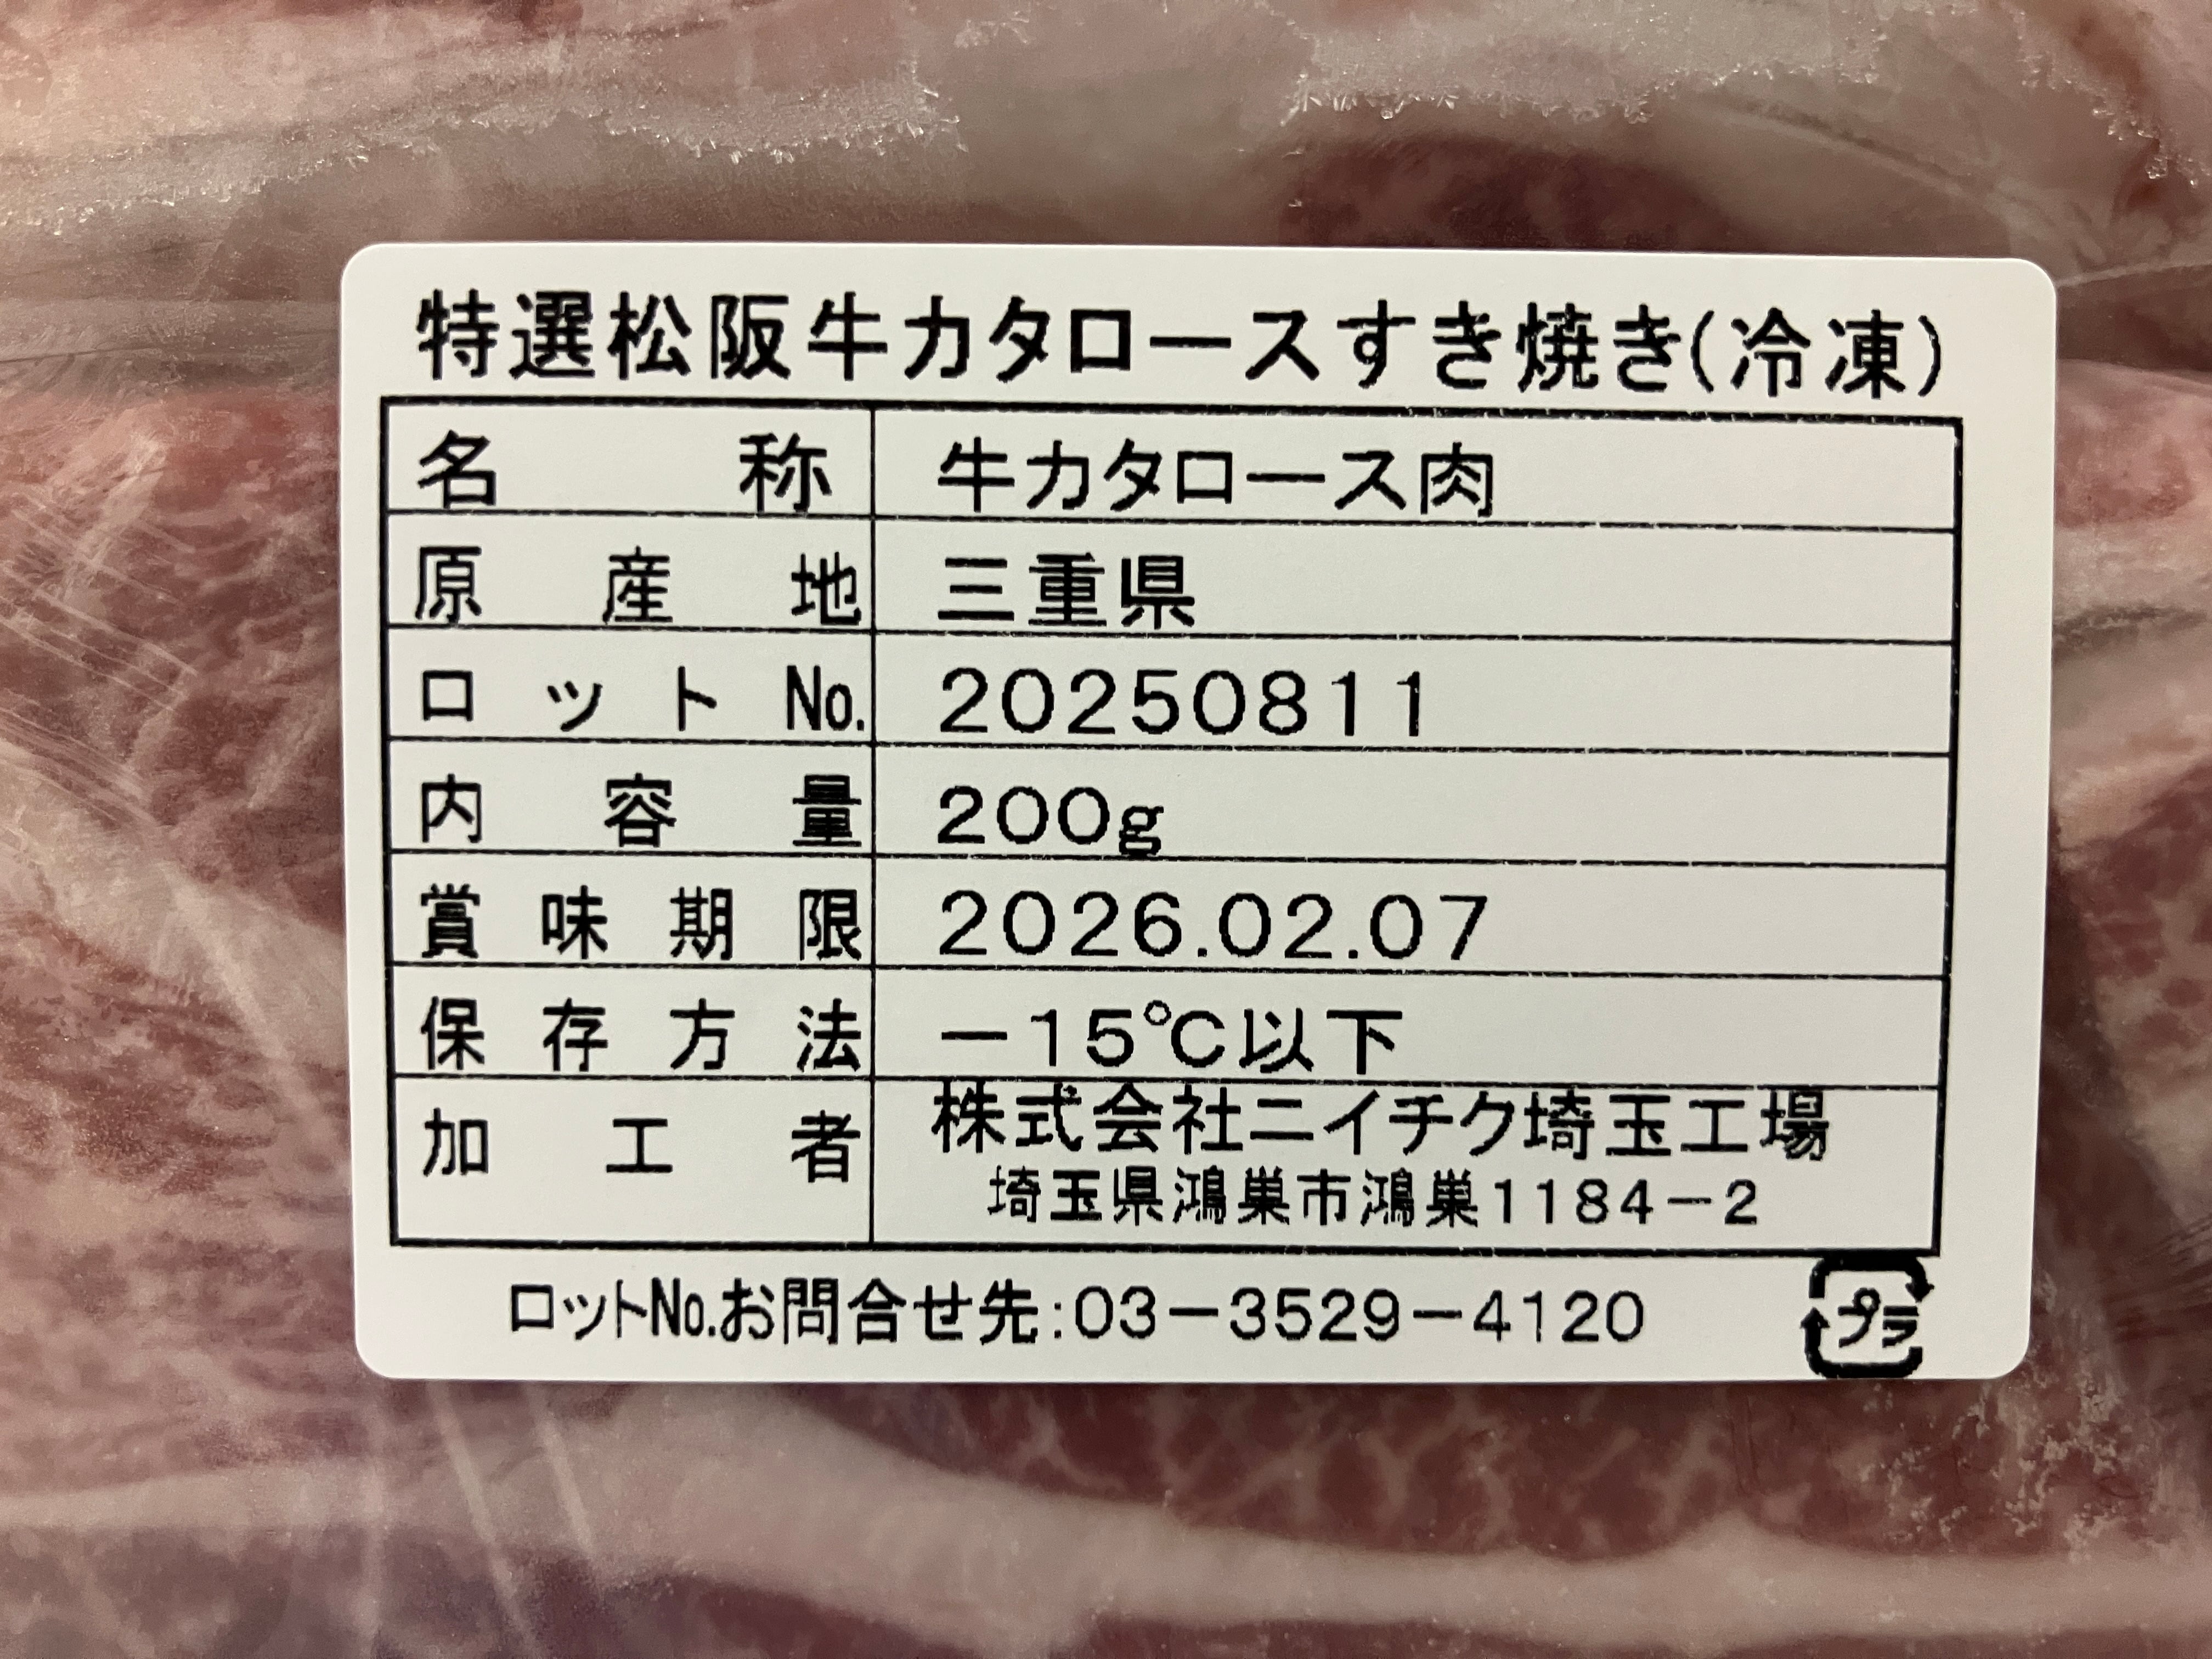 特選松阪牛カタロースすき焼き(冷凍)
名称 牛カタロース肉
原産地 三重県
ロットNo. 20250811
内容量 200g
賞味期限 2026.02.07
保存方法 －15℃以下
加工者 株式会社ニイチク埼玉工場
埼玉県鴻巣市鴻巣1184－2
ロットNo.お問合せ先:03－3529－4120
プラ